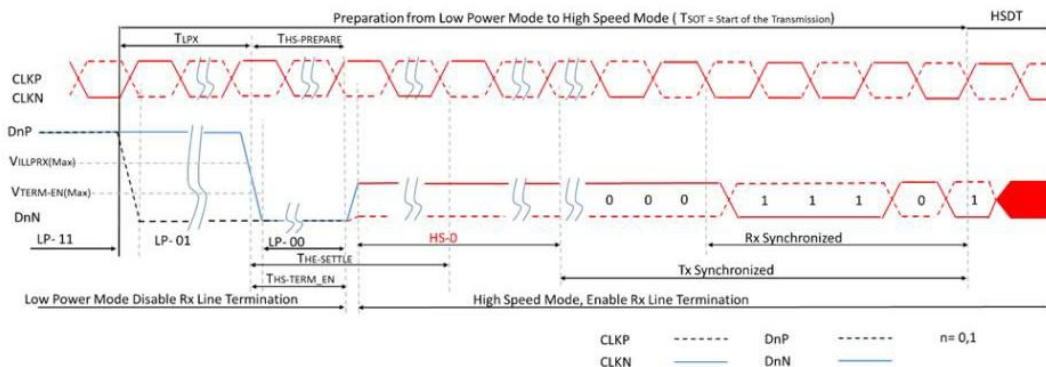 Preparation from Low Power Mode to High Speed Mode ( TSOT = Start of the Transmission)
HSDT
TLPX
THS-PREPARE
CLKP
CLKN
DnP
VILLPRX(Max)
VTERM-EN(Max)
DnN
0 0 0 1 1 1 0 1
LP- 11
LP- 01
LP- 00
HS-0
Rx Synchronized
THE-SETTLE
Tx Synchronized
THS-TERM_EN
Low Power Mode Disable Rx Line Termination
High Speed Mode, Enable Rx Line Termination
CLKP DnP n= 0,1
CLKN DnN